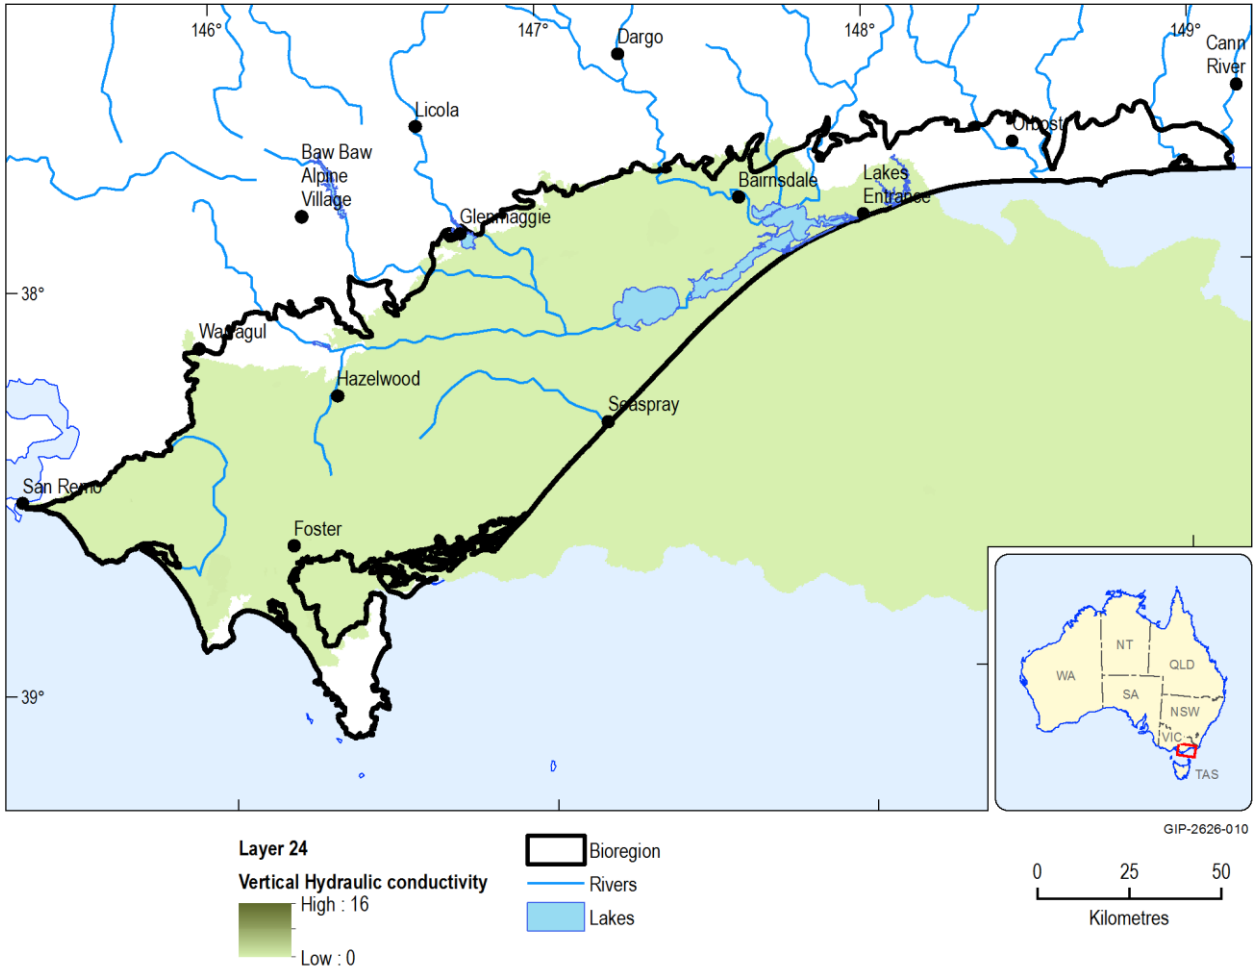 146°
147°
148°
149°
Dargo
Cann
River
Licola
Orbost
Baw Baw
Alpine
Village
Lakes
Entrance
Bairnsdale
Glenmaggie
38°
Warragul
Hazelwood
Seaspray
San Remo
Foster
39°
NT
QLD
WA
SA
NSW
VIC
TAS
GIP-2626-010
Layer 24
Vertical Hydraulic conductivity
High : 16
Low : 0
Bioregion
Rivers
Lakes
0 25 50
Kilometres